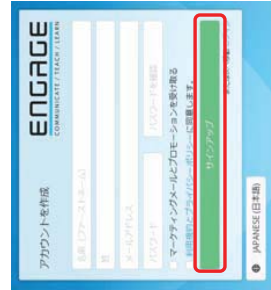 ENGAGE
COMMUNICATE / TEACH / LEARN
アカウントを作成
名前 (ファーストネーム)
姓
メールアドレス
パスワード
パスワードを確認
マーケティングメールとプロモーションを受け取る
利用規約とプライバシーポリシーに同意します。
サインアップ
JAPANESE (日本語)